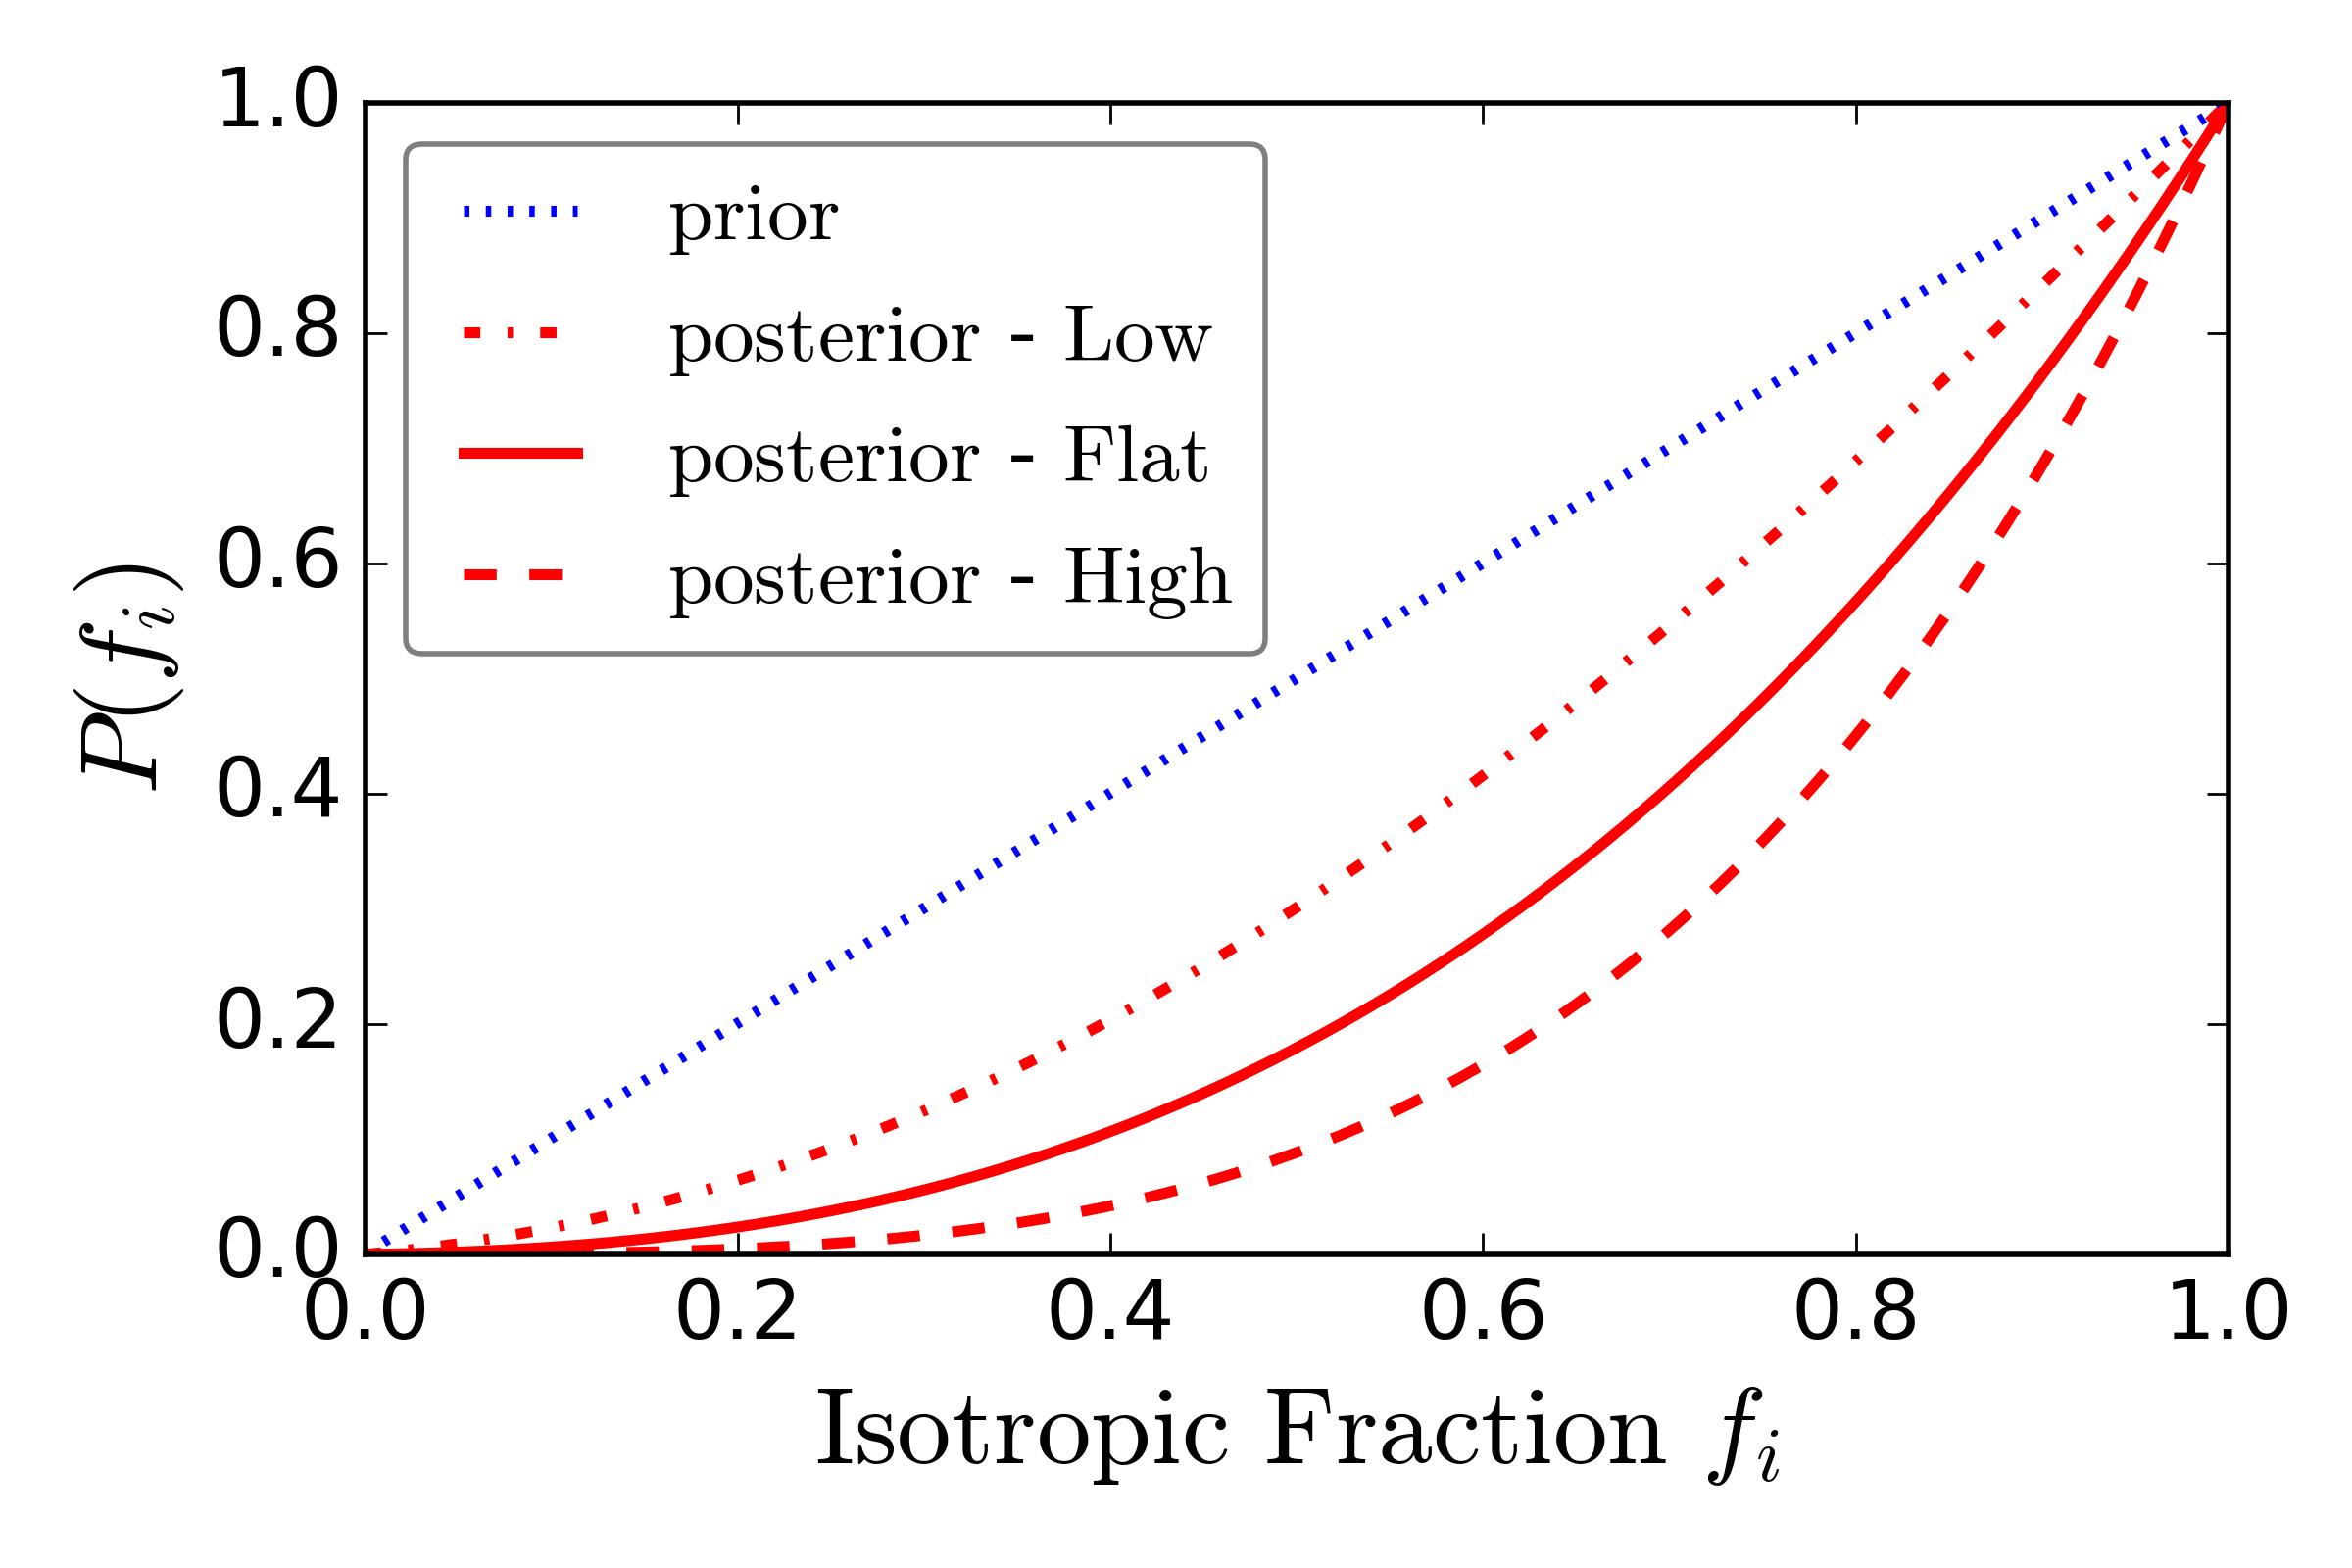 1.0
0.8
0.6
0.4
0.2
0.0
P(f_i)
prior
posterior - Low
posterior - Flat
posterior - High
0.0 0.2 0.4 0.6 0.8 1.0
Isotropic Fraction f_i